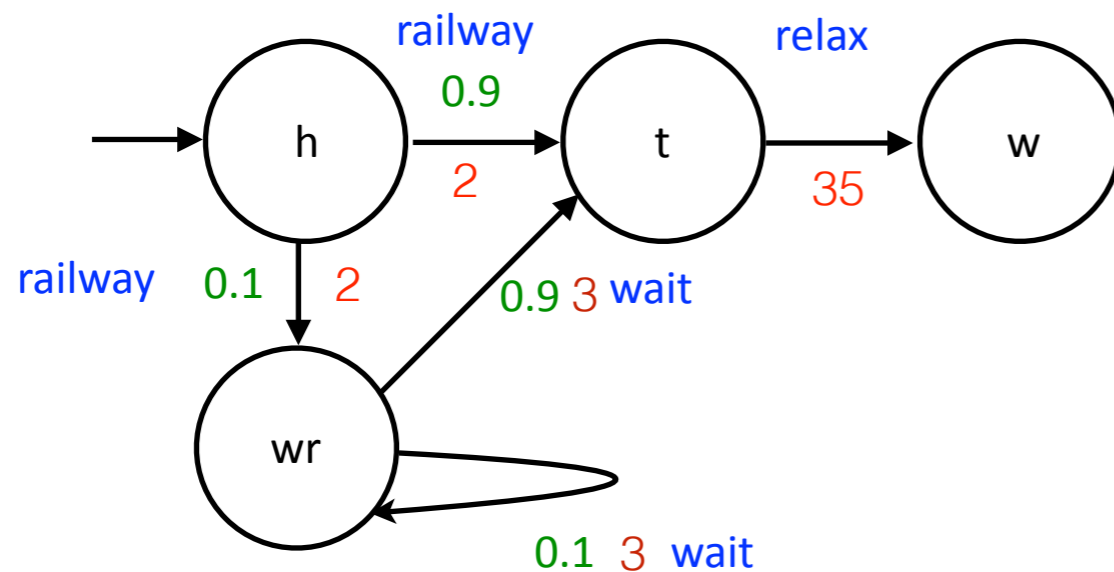 railway
relax
0.9
h
t
w
2
35
railway
0.1
2
0.9 3 wait
wr
0.1 3 wait